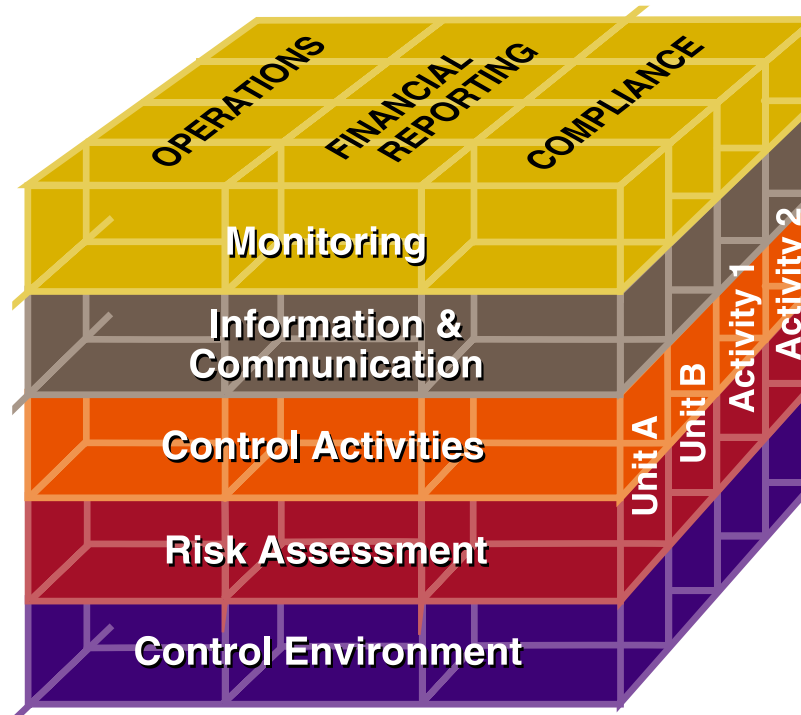 OPERATIONS
FINANCIAL
REPORTING
COMPLIANCE
Monitoring
Information &
Communication
Control Activities
Risk Assessment
Control Environment
Unit A
Unit B
Activity 1
Activity 2